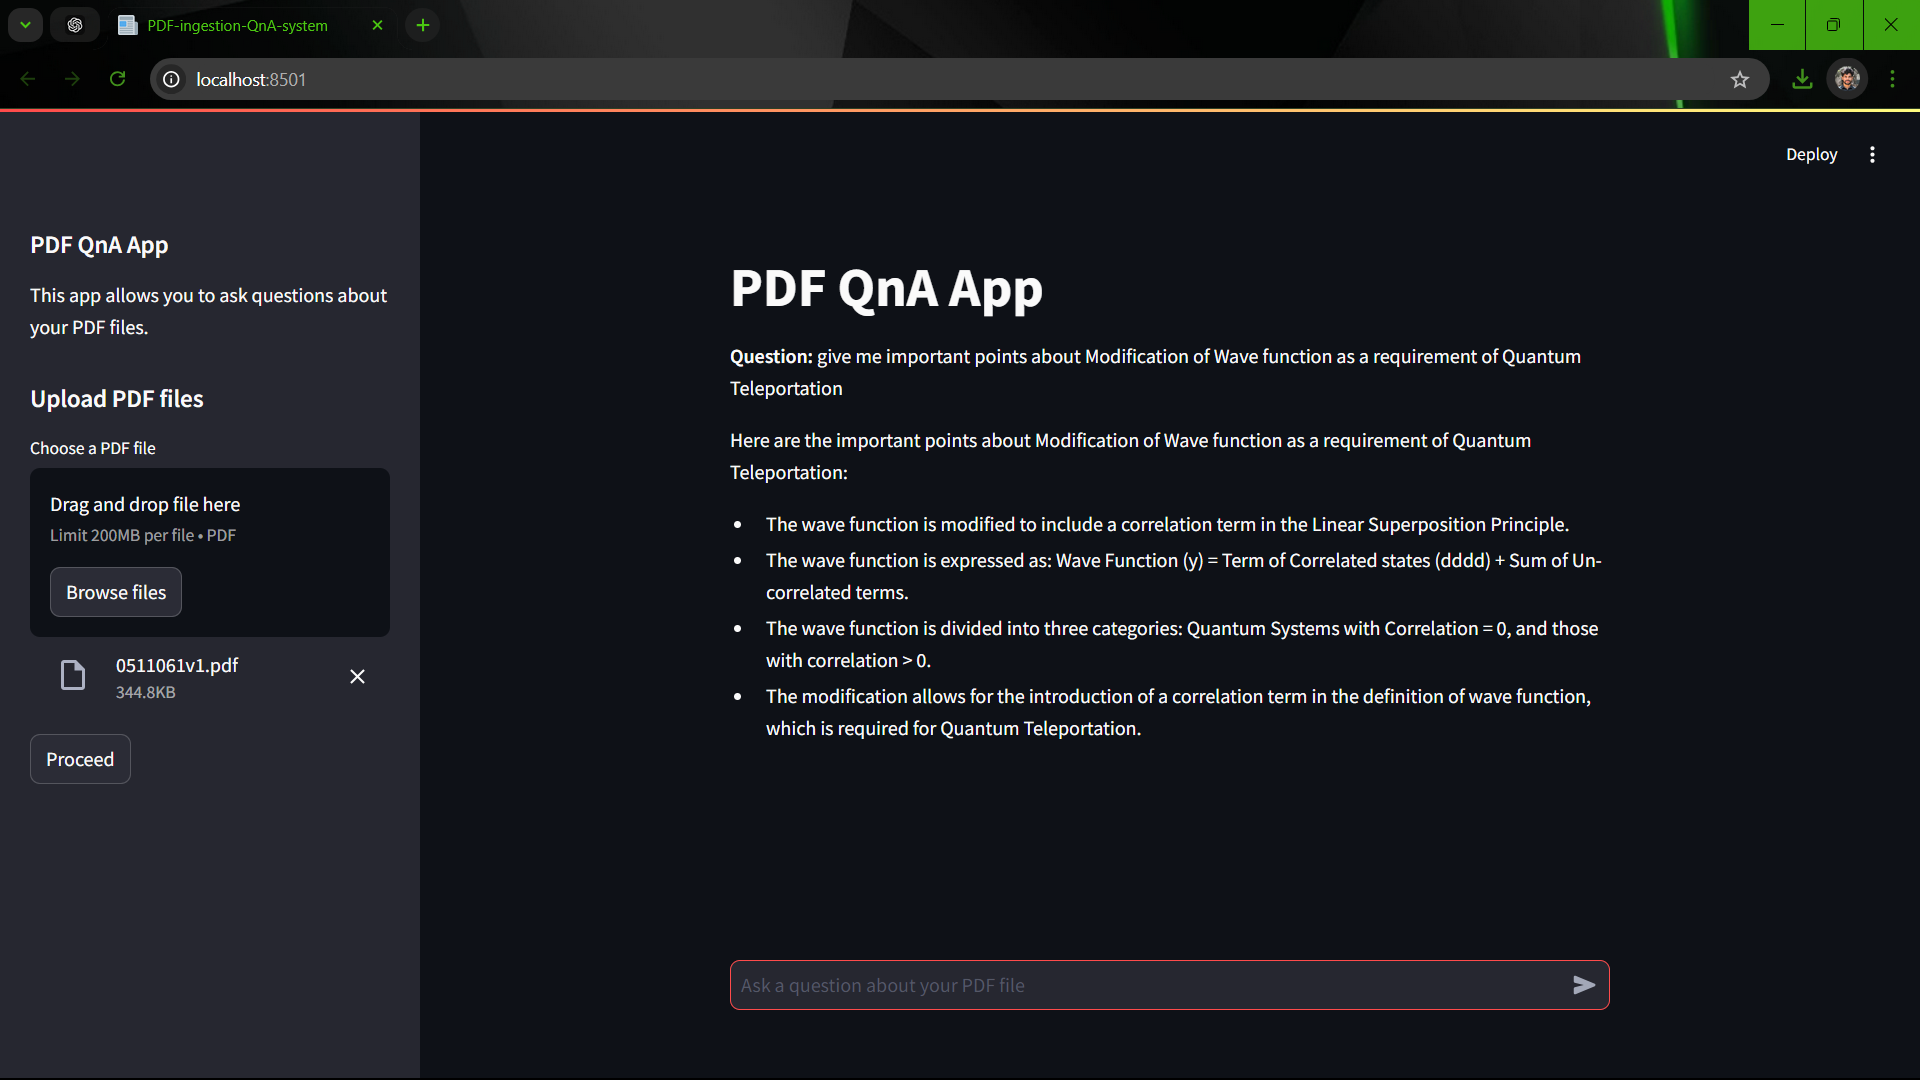 PDF-ingestion-QnA-system
localhost:8501
Deploy
PDF QnA App
This app allows you to ask questions about
your PDF files.
Upload PDF files
Choose a PDF file
Drag and drop file here
Limit 200MB per file • PDF
Browse files
0511061v1.pdf
344.8KB
Proceed
PDF QnA App
Question: give me important points about Modification of Wave function as a requirement of Quantum
Teleportation
Here are the important points about Modification of Wave function as a requirement of Quantum
Teleportation:
• The wave function is modified to include a correlation term in the Linear Superposition Principle.
• The wave function is expressed as: Wave Function (y) = Term of Correlated states (dddd) + Sum of Un-
correlated terms.
• The wave function is divided into three categories: Quantum Systems with Correlation = 0, and those
with correlation > 0.
• The modification allows for the introduction of a correlation term in the definition of wave function,
which is required for Quantum Teleportation.
Ask a question about your PDF file